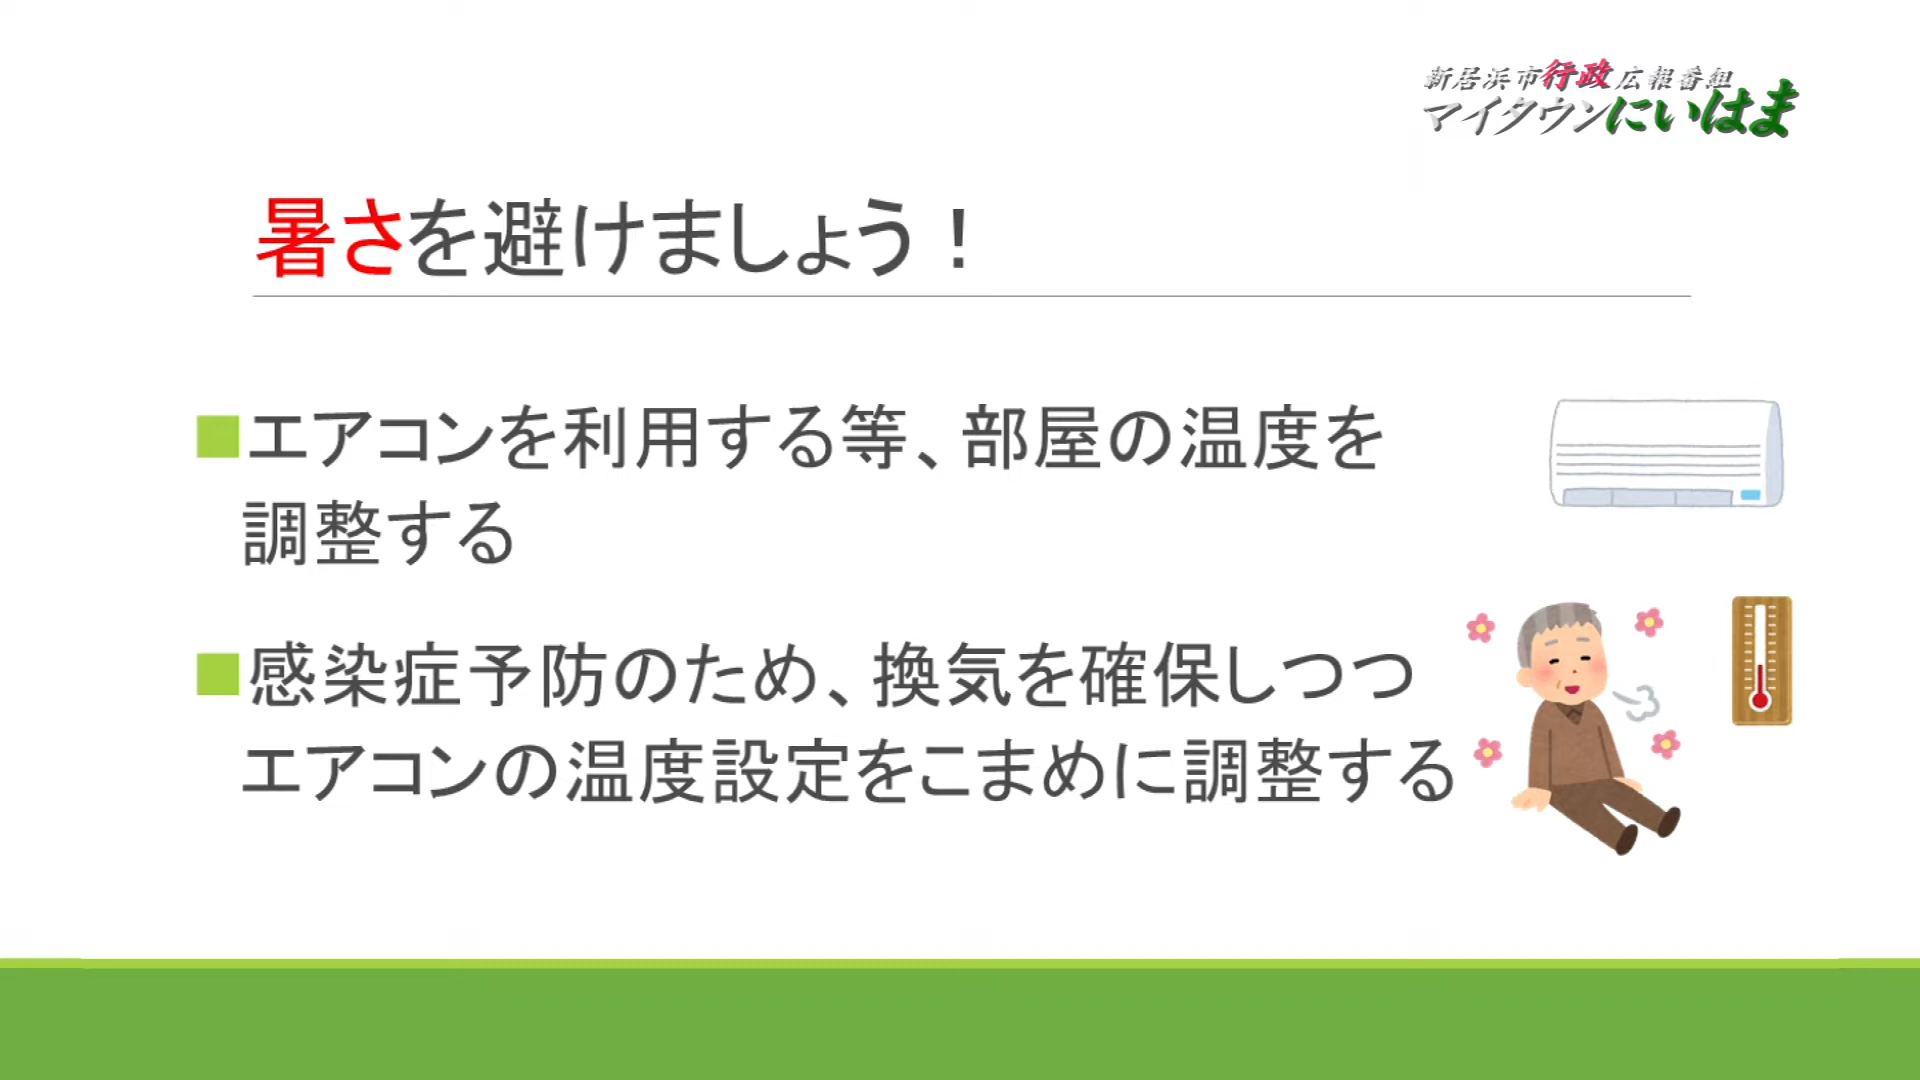 新居浜市行政広報番組
マイタウンにいはま
暑さを避けましょう！
■エアコンを利用する等、部屋の温度を
調整する
■感染症予防のため、換気を確保しつつ
エアコンの温度設定をこまめに調整する